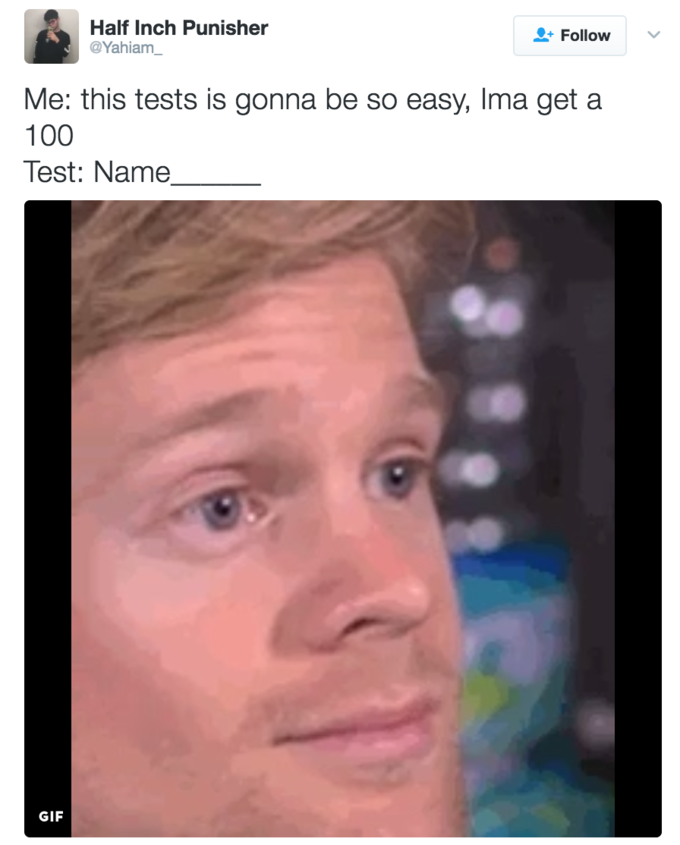 Half Inch Punisher
@Yahiam_
Follow
Me: this tests is gonna be so easy, Ima get a
100
Test: Name______
GIF